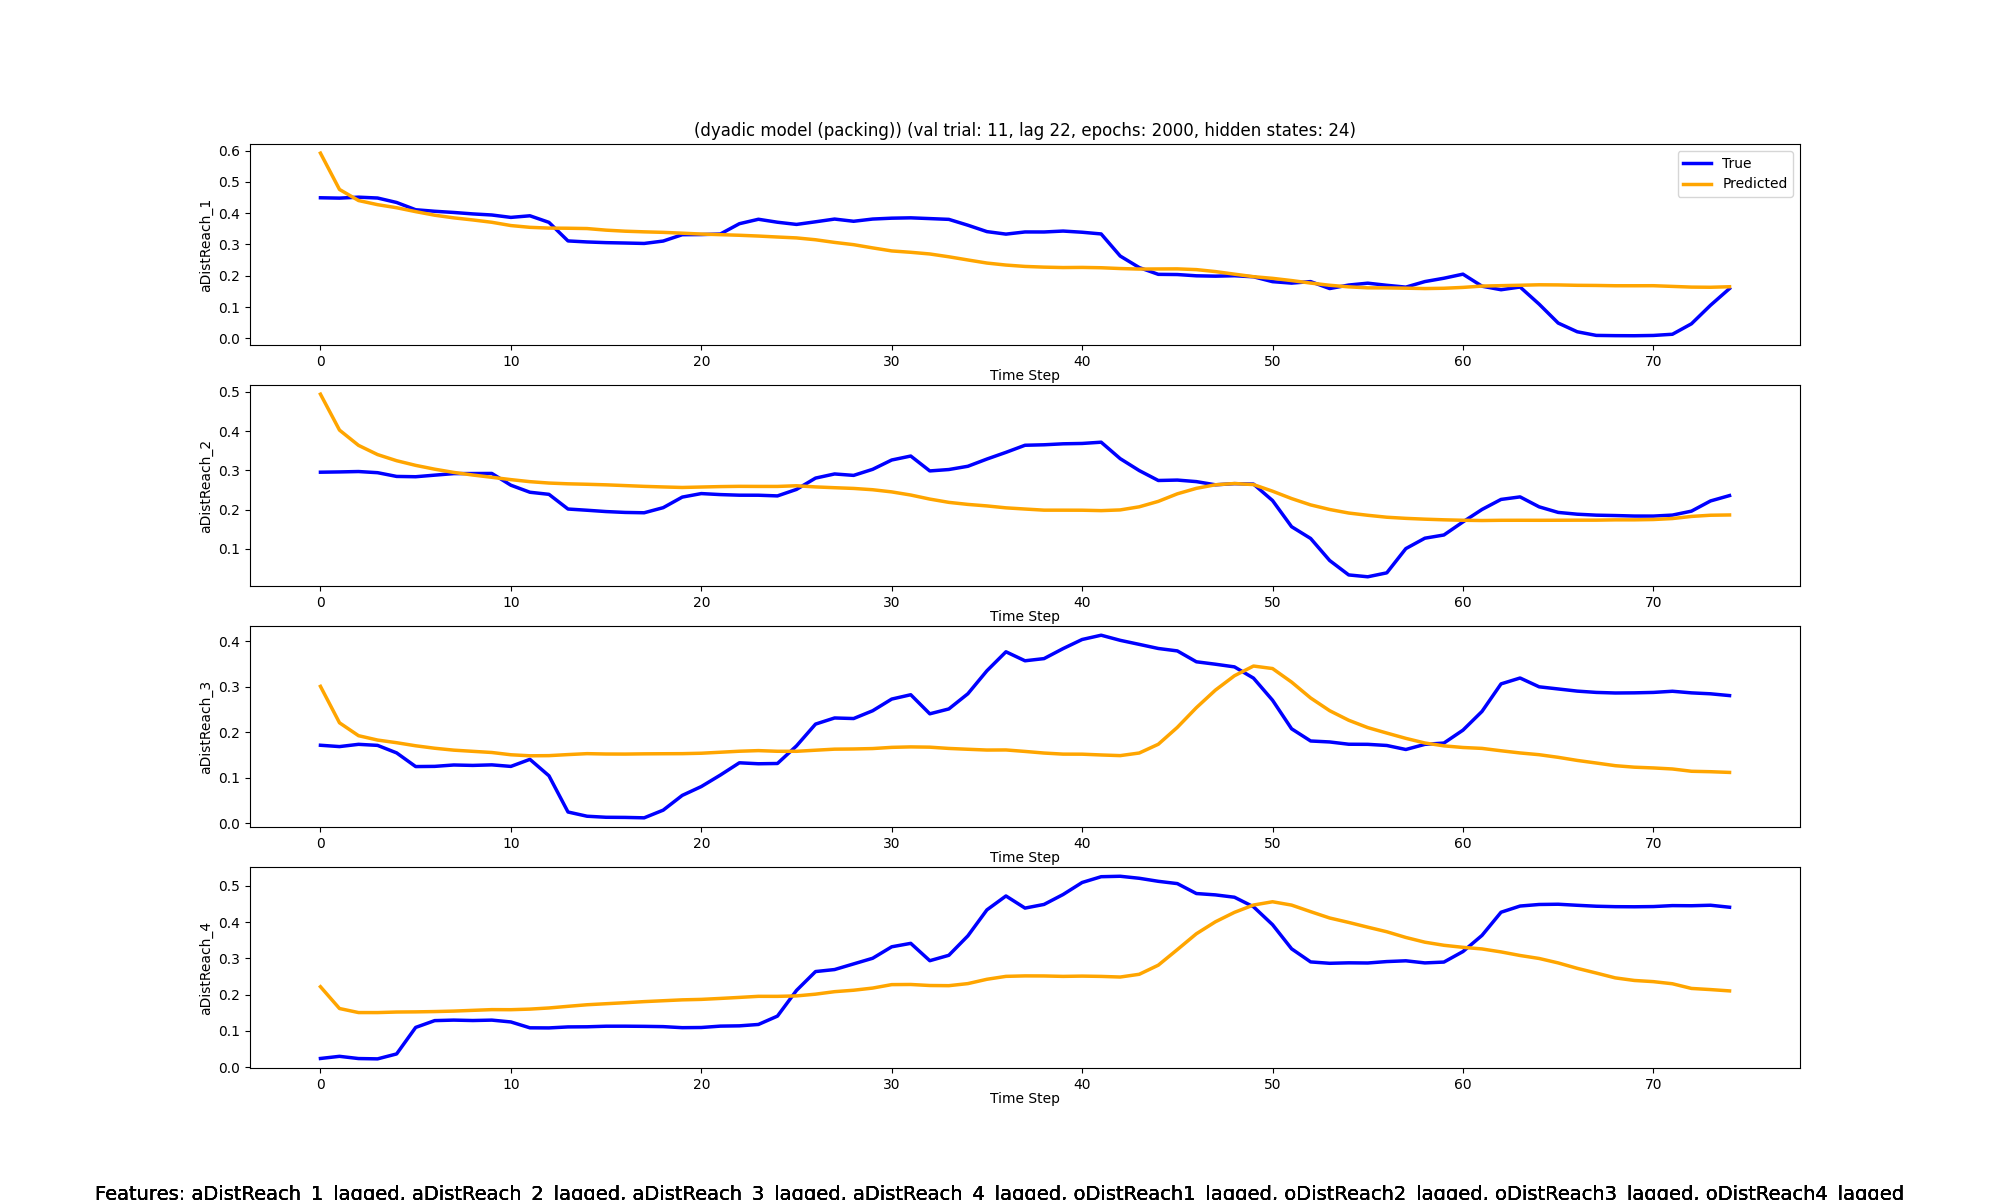 (dyadic model (packing)) (val trial: 11, lag 22, epochs: 2000, hidden states: 24)
True
Predicted
aDistReach_1
0.6
0.5
0.4
0.3
0.2
0.1
0.0
0 10 20 30 40 50 60 70
Time Step
aDistReach_2
0.5
0.4
0.3
0.2
0.1
0 10 20 30 40 50 60 70
Time Step
aDistReach_3
0.4
0.3
0.2
0.1
0.0
0 10 20 30 40 50 60 70
Time Step
aDistReach_4
0.5
0.4
0.3
0.2
0.1
0.0
0 10 20 30 40 50 60 70
Time Step
Features: aDistReach_1_lagged, aDistReach_2_lagged, aDistReach_3_lagged, aDistReach_4_lagged, oDistReach1_lagged, oDistReach2_lagged, oDistReach3_lagged, oDistReach4_lagged